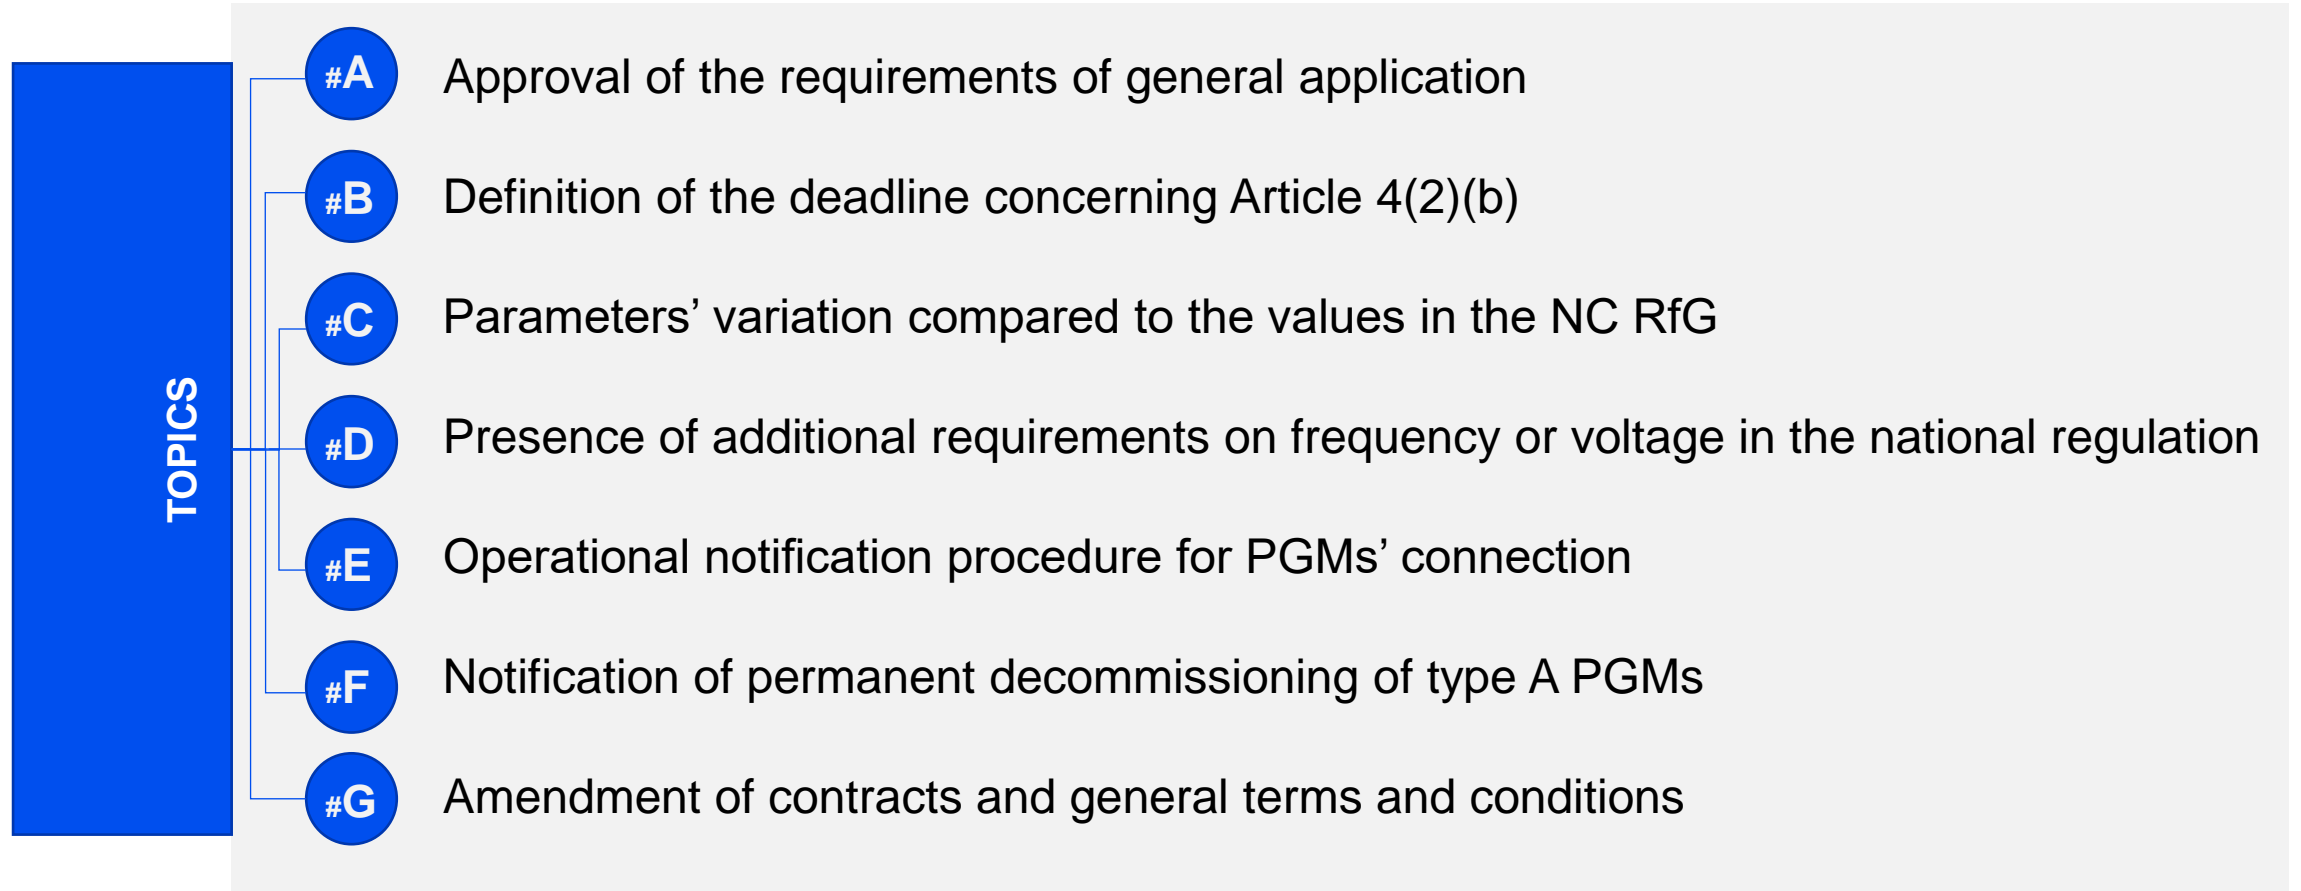 TOPICS
#A Approval of the requirements of general application
#B Definition of the deadline concerning Article 4(2)(b)
#C Parameters’ variation compared to the values in the NC RfG
#D Presence of additional requirements on frequency or voltage in the national regulation
#E Operational notification procedure for PGMs’ connection
#F Notification of permanent decommissioning of type A PGMs
#G Amendment of contracts and general terms and conditions